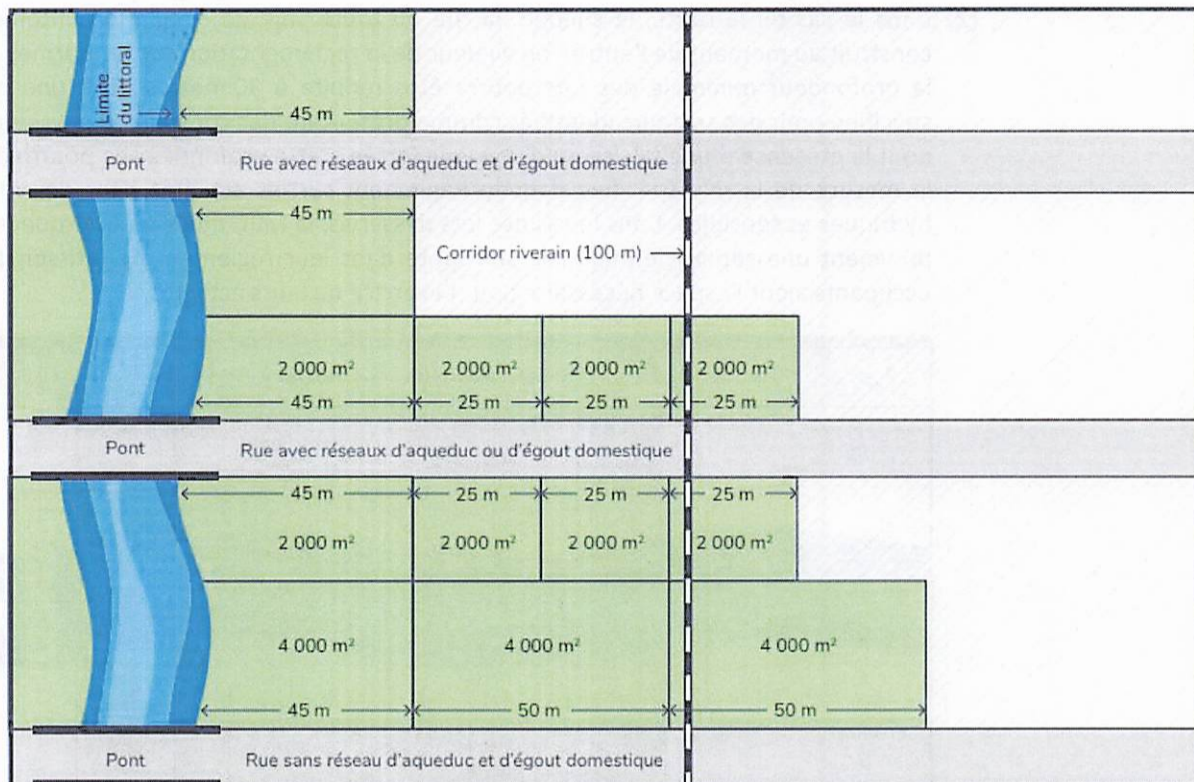 Limite
du littoral
45 m
Pont
Rue avec réseaux d'aqueduc et d'égout domestique
45 m
Corridor riverain (100 m)
2 000 m² 2 000 m² 2 000 m² 2 000 m²
45 m 25 m 25 m 25 m
Pont
Rue avec réseaux d'aqueduc ou d'égout domestique
45 m 25 m 25 m 25 m
2 000 m² 2 000 m² 2 000 m² 2 000 m²
4 000 m² 4 000 m² 4 000 m²
45 m 50 m 50 m
Pont
Rue sans réseau d'aqueduc et d'égout domestique